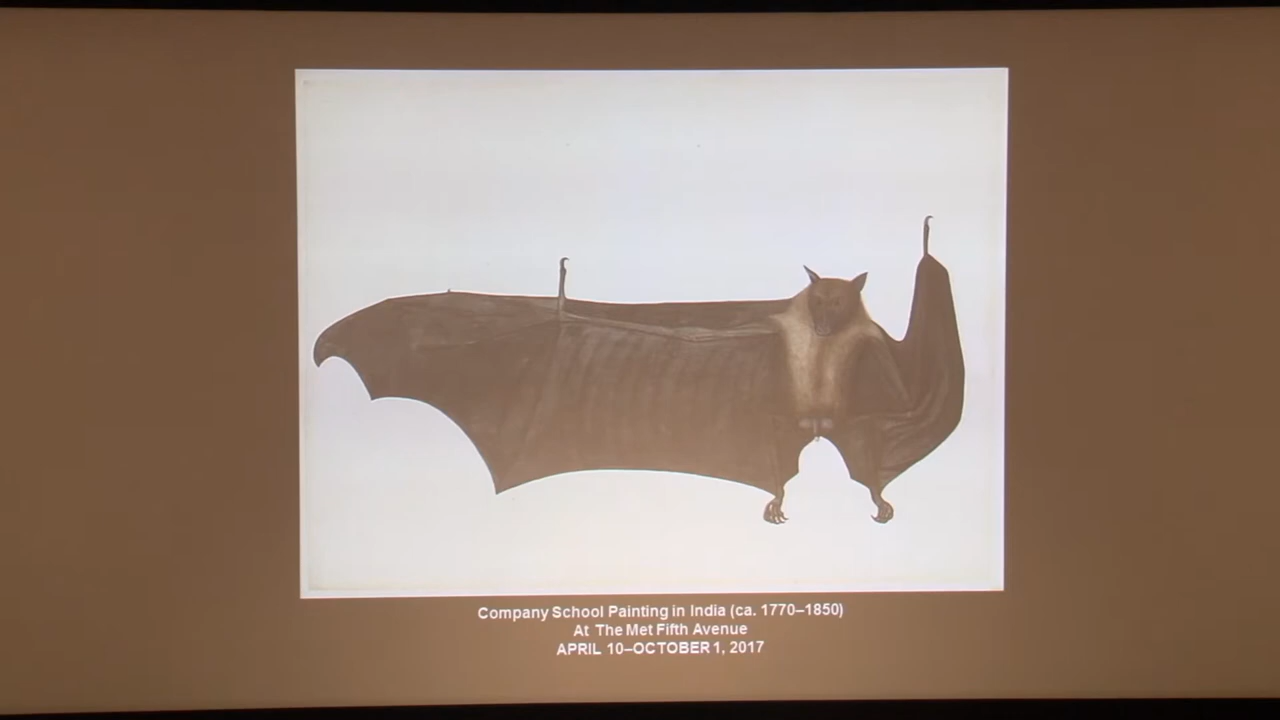 Company School Painting in India (ca. 1770–1850)
At The Met Fifth Avenue
APRIL 10–OCTOBER 1, 2017